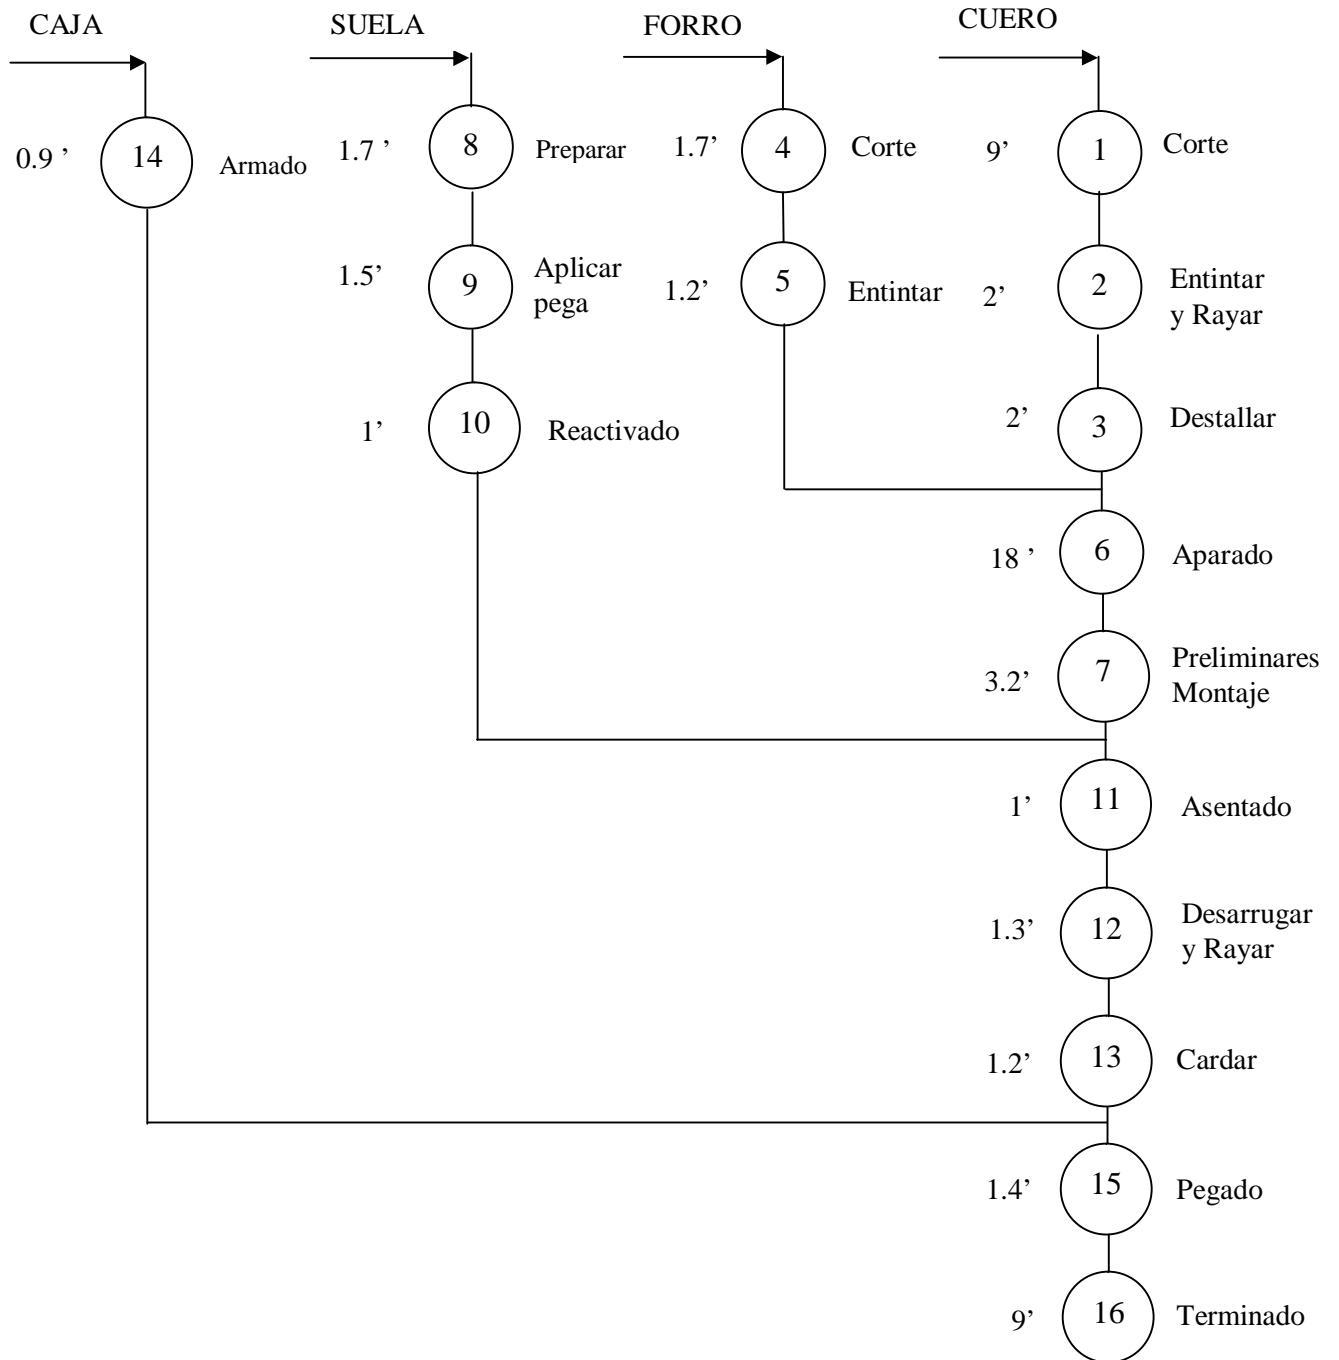 CAJA
SUELA
FORRO
CUERO
0.9 ’
14
Armado
1.7 ’
8
Preparar
1.7’
4
Corte
9’
1
Corte
1.5’
9
Aplicar
pega
1.2’
5
Entintar
2’
2
Entintar
y Rayar
1’
10
Reactivado
2’
3
Destallar
18 ’
6
Aparado
3.2’
7
Preliminares
Montaje
1’
11
Asentado
1.3’
12
Desarrugar
y Rayar
1.2’
13
Cardar
1.4’
15
Pegado
9’
16
Terminado